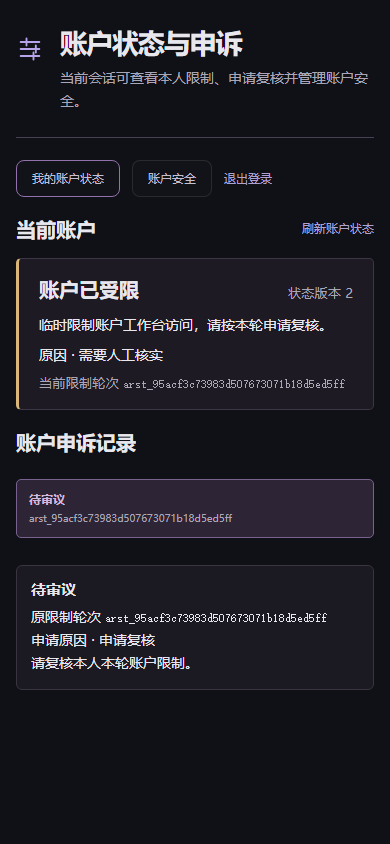 账户状态与申诉
当前会话可查看本人限制、申请复核并管理账户安
全。
我的账户状态
账户安全
退出登录
当前账户
刷新账户状态
账户已受限
状态版本 2
临时限制账户工作台访问，请按本轮申请复核。
原因 · 需要人工核实
当前限制轮次 arst_95acf3c73983d507673071b18d5ed5ff
账户申诉记录
待审议
arst_95acf3c73983d507673071b18d5ed5ff
待审议
原限制轮次 arst_95acf3c73983d507673071b18d5ed5ff
申请原因 · 申请复核
请复核本人本轮账户限制。